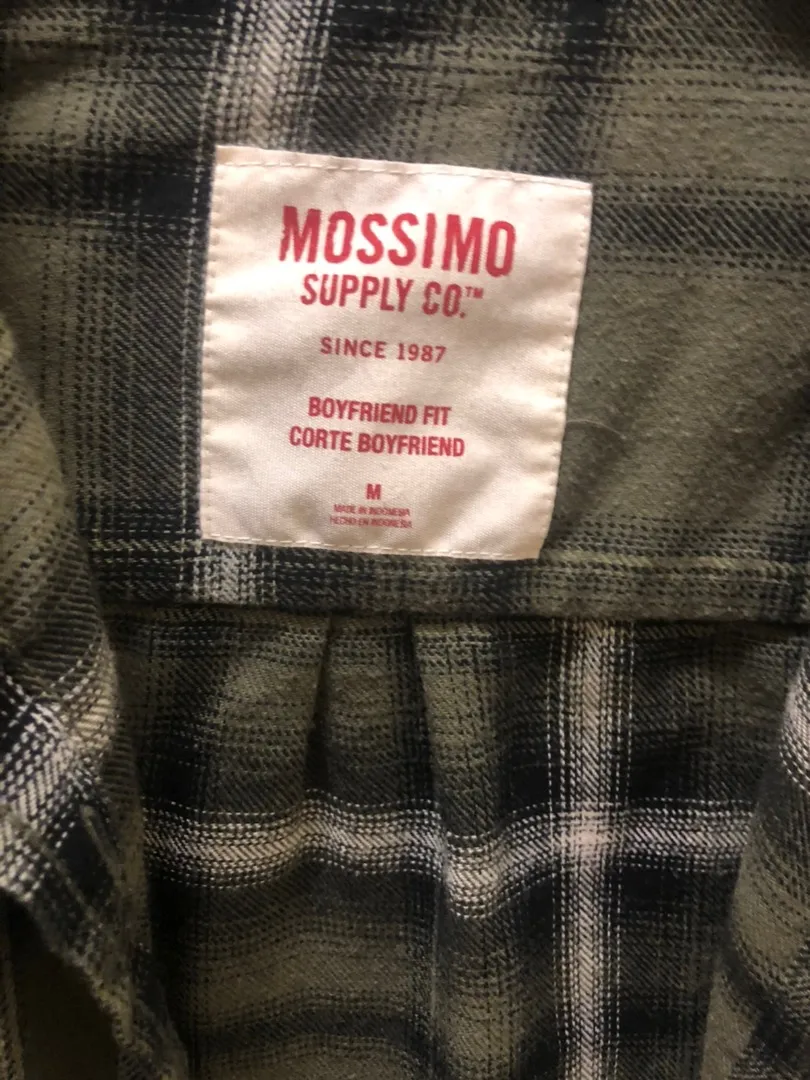 MOSSIMO
SUPPLY CO.™
SINCE 1987
BOYFRIEND FIT
CORTE BOYFRIEND
M
MADE IN INDONESIA
HECHO EN INDONESIA